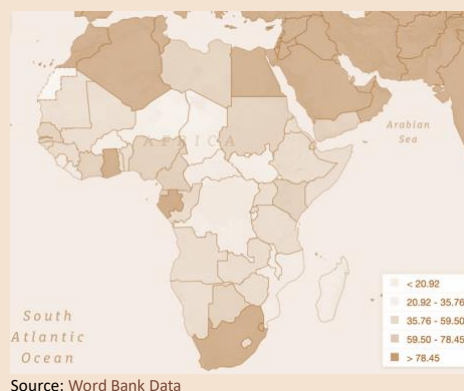 AFRICA
Arabian
Sea
South
Atlantic
Ocean
< 20.92
20.92 - 35.76
35.76 - 59.50
59.50 - 78.45
> 78.45
Source: Word Bank Data